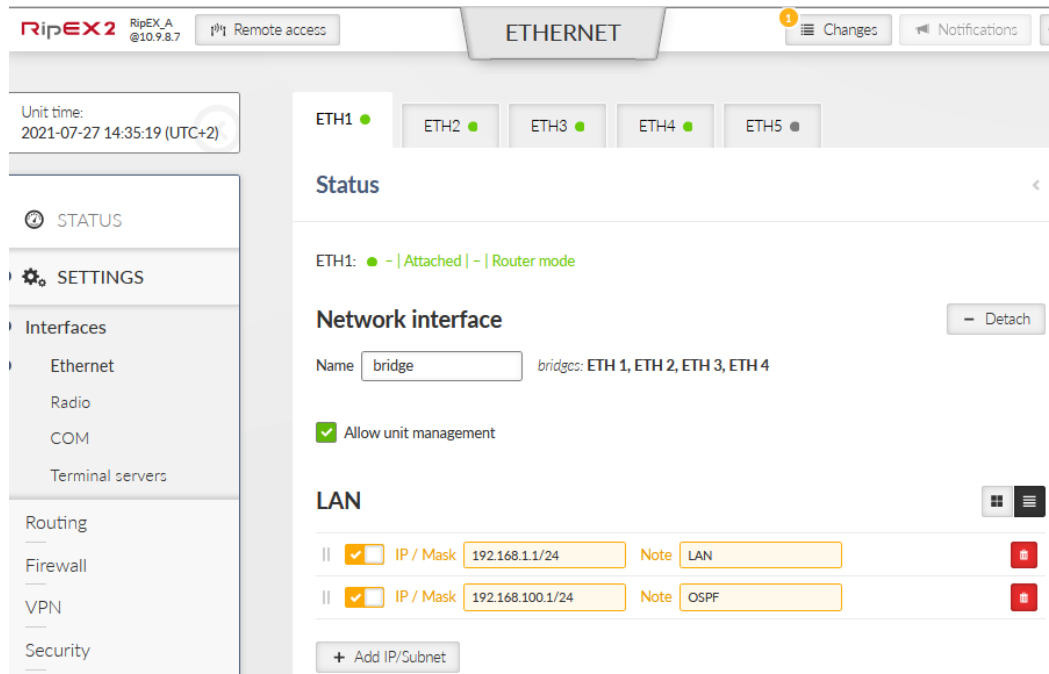 RipEX2
RipEX_A
@10.9.8.7
Remote access
ETHERNET
1
Changes
Notifications
Unit time:
2021-07-27 14:35:19 (UTC+2)
ETH1
ETH2
ETH3
ETH4
ETH5
Status
STATUS
SETTINGS
Interfaces
Ethernet
Radio
COM
Terminal servers
Routing
Firewall
VPN
Security
ETH1: – | Attached | – | Router mode
Network interface
– Detach
Name bridge bridges: ETH 1, ETH 2, ETH 3, ETH 4
Allow unit management
LAN
IP / Mask 192.168.1.1/24 Note LAN
IP / Mask 192.168.100.1/24 Note OSPF
+ Add IP/Subnet